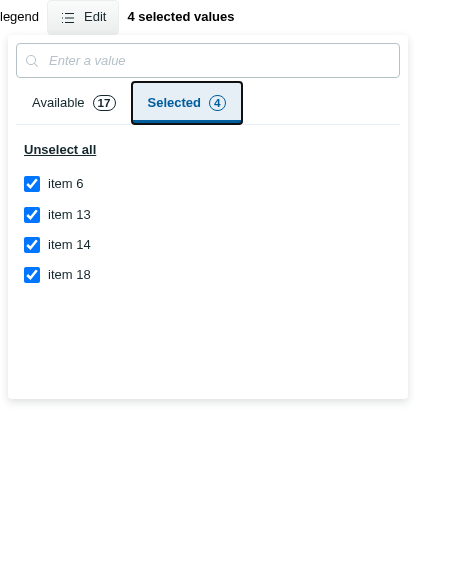 legend Edit 4 selected values
Enter a value
Available 17 Selected 4
Unselect all
item 6
item 13
item 14
item 18